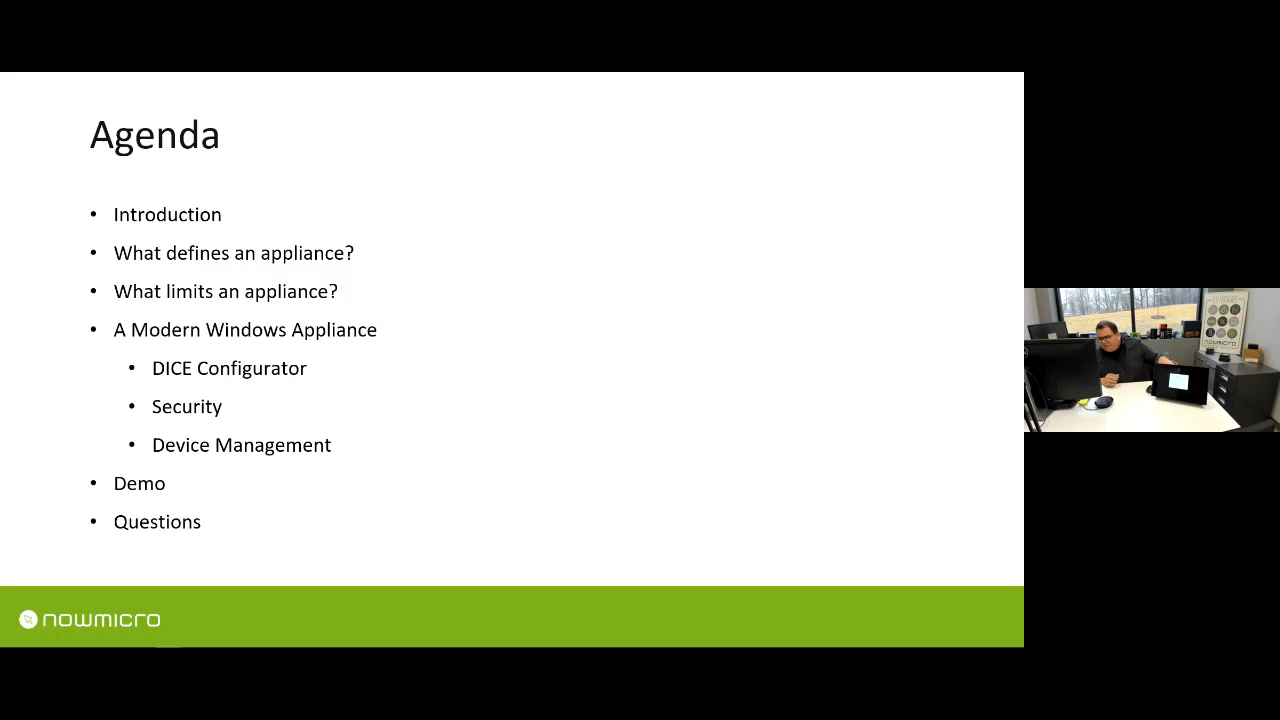 Agenda
• Introduction
• What defines an appliance?
• What limits an appliance?
• A Modern Windows Appliance
• DICE Configurator
• Security
• Device Management
• Demo
• Questions
nowmicro